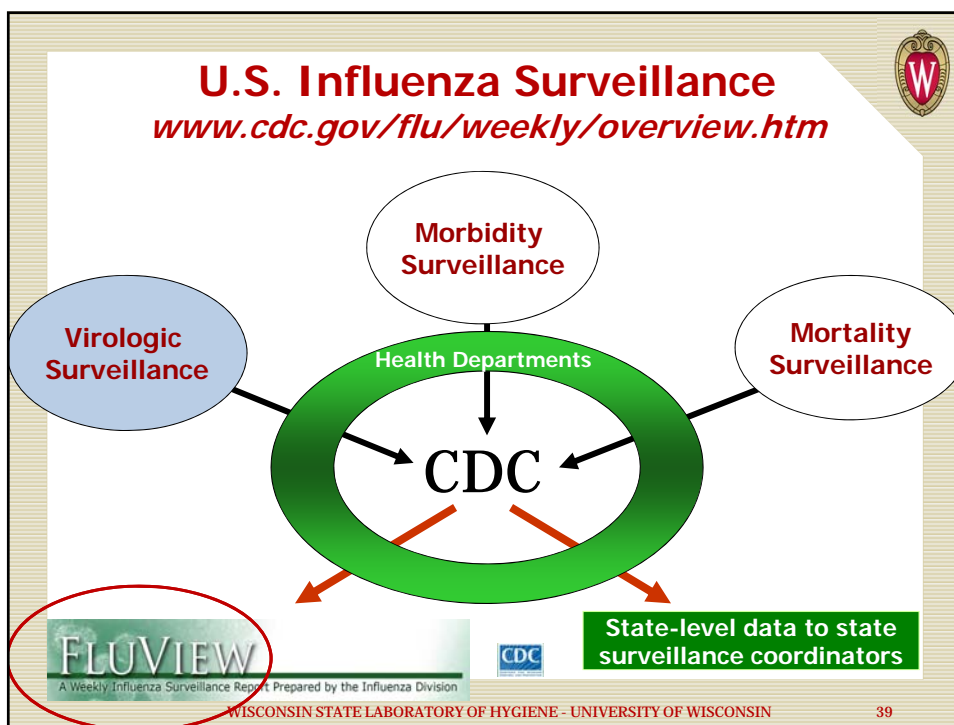 U.S. Influenza Surveillance
www.cdc.gov/flu/weekly/overview.htm
W
Morbidity
Surveillance
Virologic
Surveillance
Mortality
Surveillance
Health Departments
CDC
FLUVIEW
A Weekly Influenza Surveillance Report Prepared by the Influenza Division
CDC
State-level data to state
surveillance coordinators
WISCONSIN STATE LABORATORY OF HYGIENE - UNIVERSITY OF WISCONSIN
39